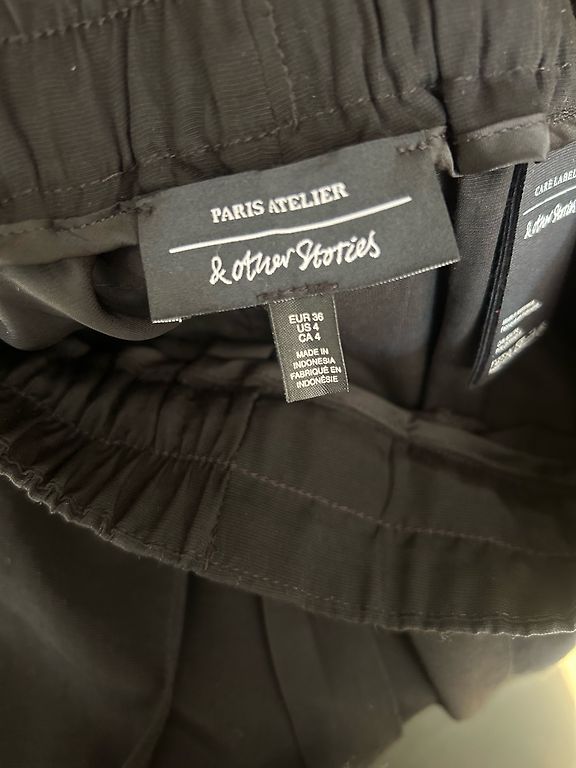 PARIS ATELIER
& other Stories
EUR 36
US 4
CA 4
MADE IN
INDONESIA
FABRIQUÉ EN
INDONÉSIE
CARE LABEL
& other Stories